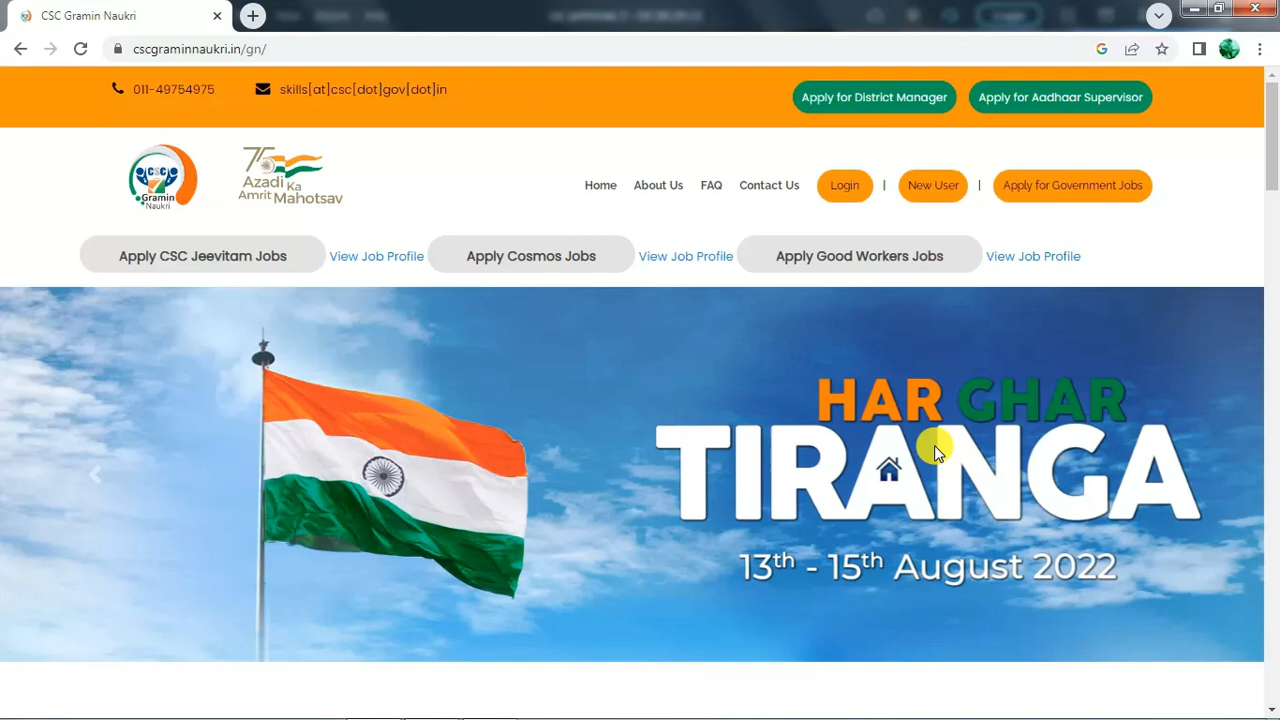 CSC Gramin Naukri
cscgraminnaukri.in/gn/
011-49754975
skills[at]csc[dot]gov[dot]in
Apply for District Manager
Apply for Aadhaar Supervisor
CSC
Gramin
Naukri
75
Azadi Ka
Amrit Mahotsav
Home
About Us
FAQ
Contact Us
Login
|
New User
|
Apply for Government Jobs
Apply CSC Jeevitam Jobs
View Job Profile
Apply Cosmos Jobs
View Job Profile
Apply Good Workers Jobs
View Job Profile
HAR GHAR
TIRANGA
13th - 15th August 2022